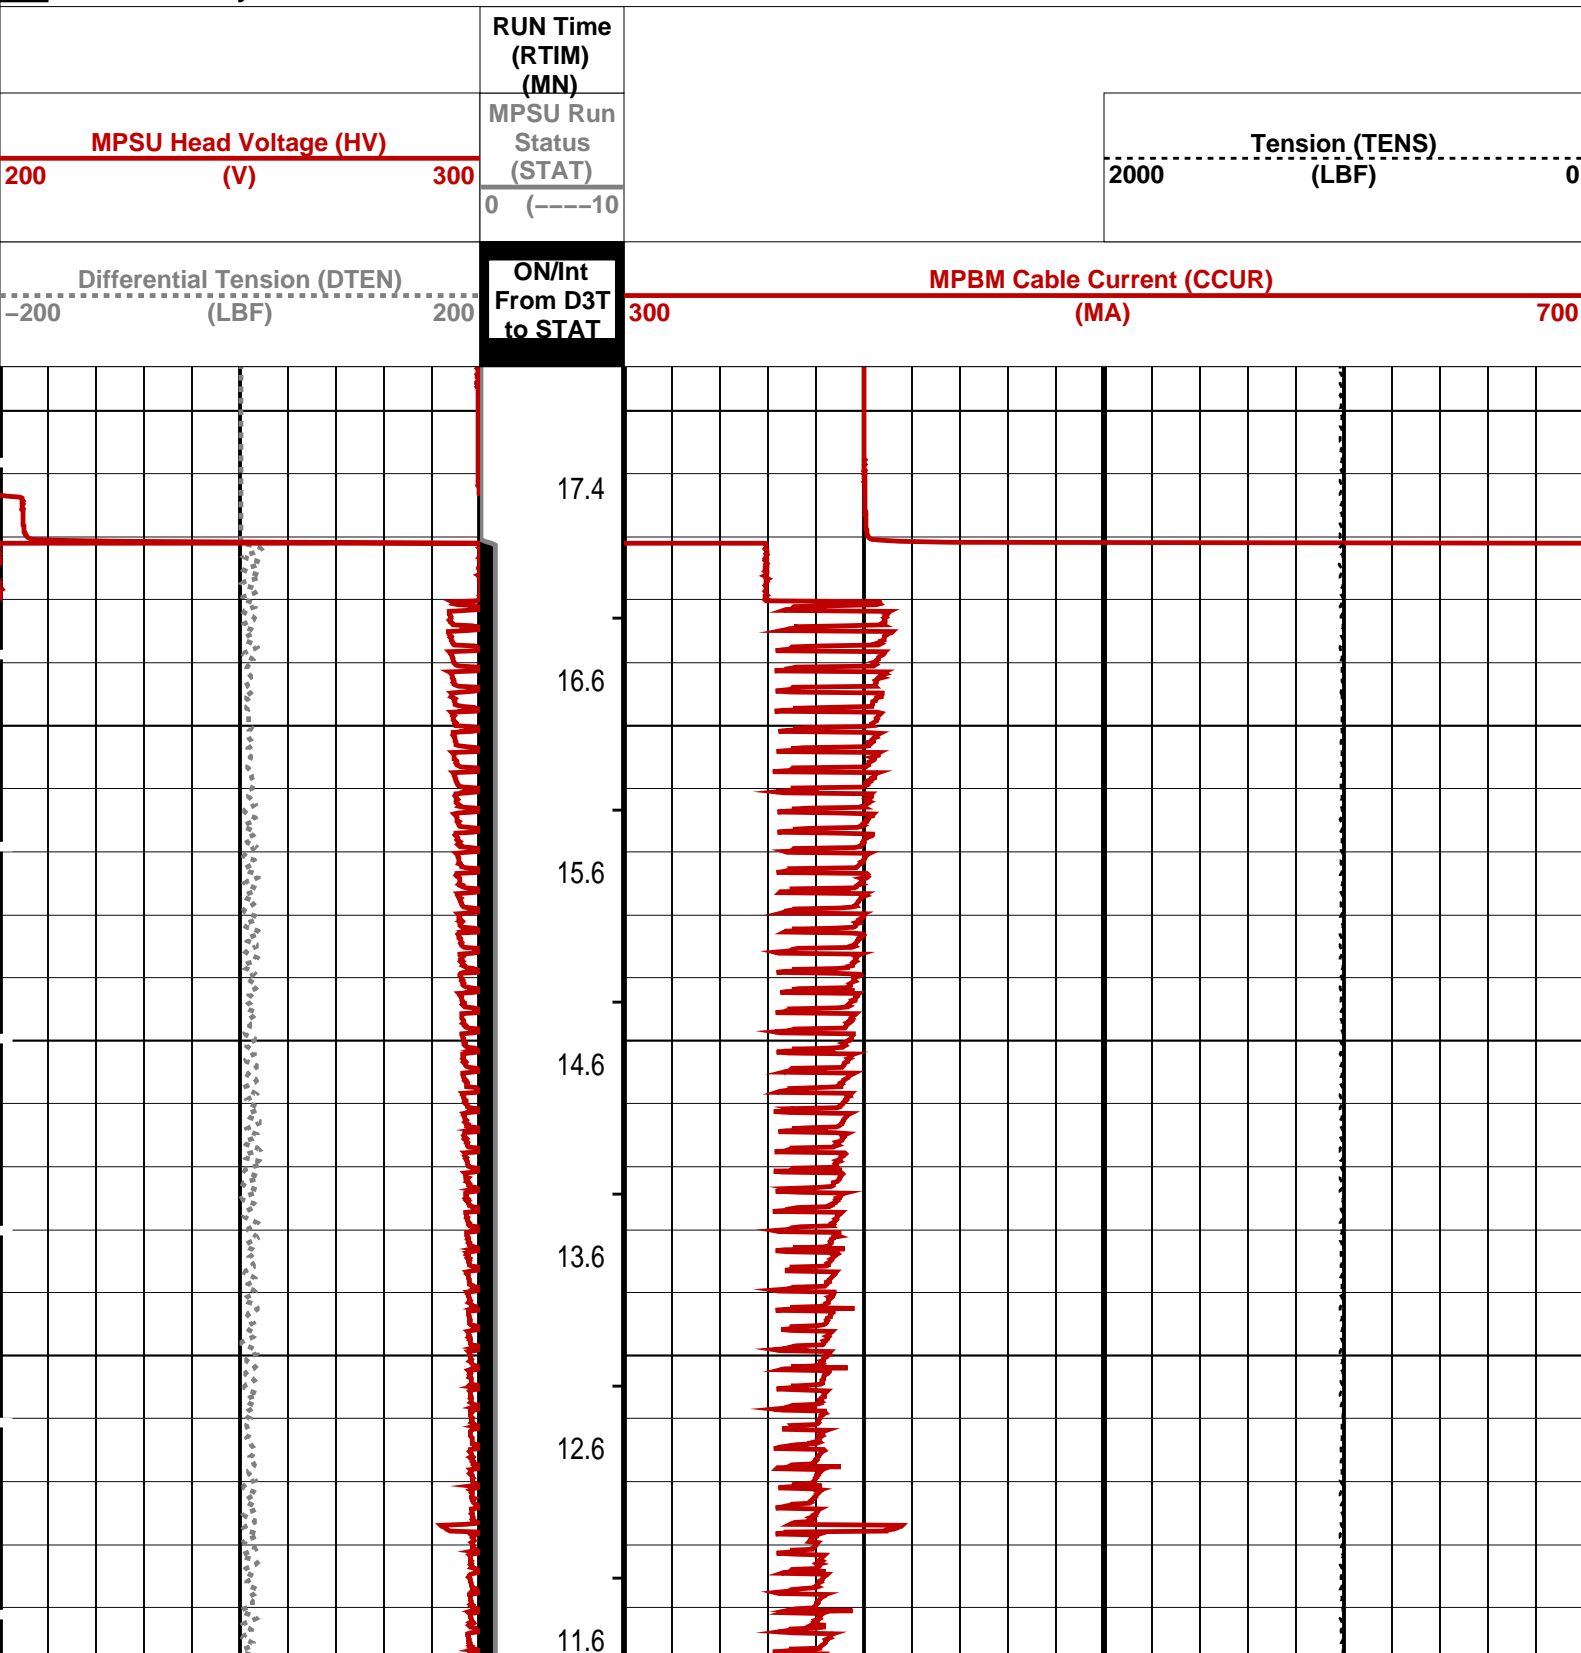 RUN Time
(RTIM)
(MN)
MPSU Head Voltage (HV)
200 (V) 300
MPSU Run
Status
(STAT)
0 (----10
Tension (TENS)
2000 (LBF) 0
Differential Tension (DTEN)
-200 (LBF) 200
ON/Int
From D3T
to STAT
MPBM Cable Current (CCUR)
300 (MA) 700
17.4
16.6
15.6
14.6
13.6
12.6
11.6